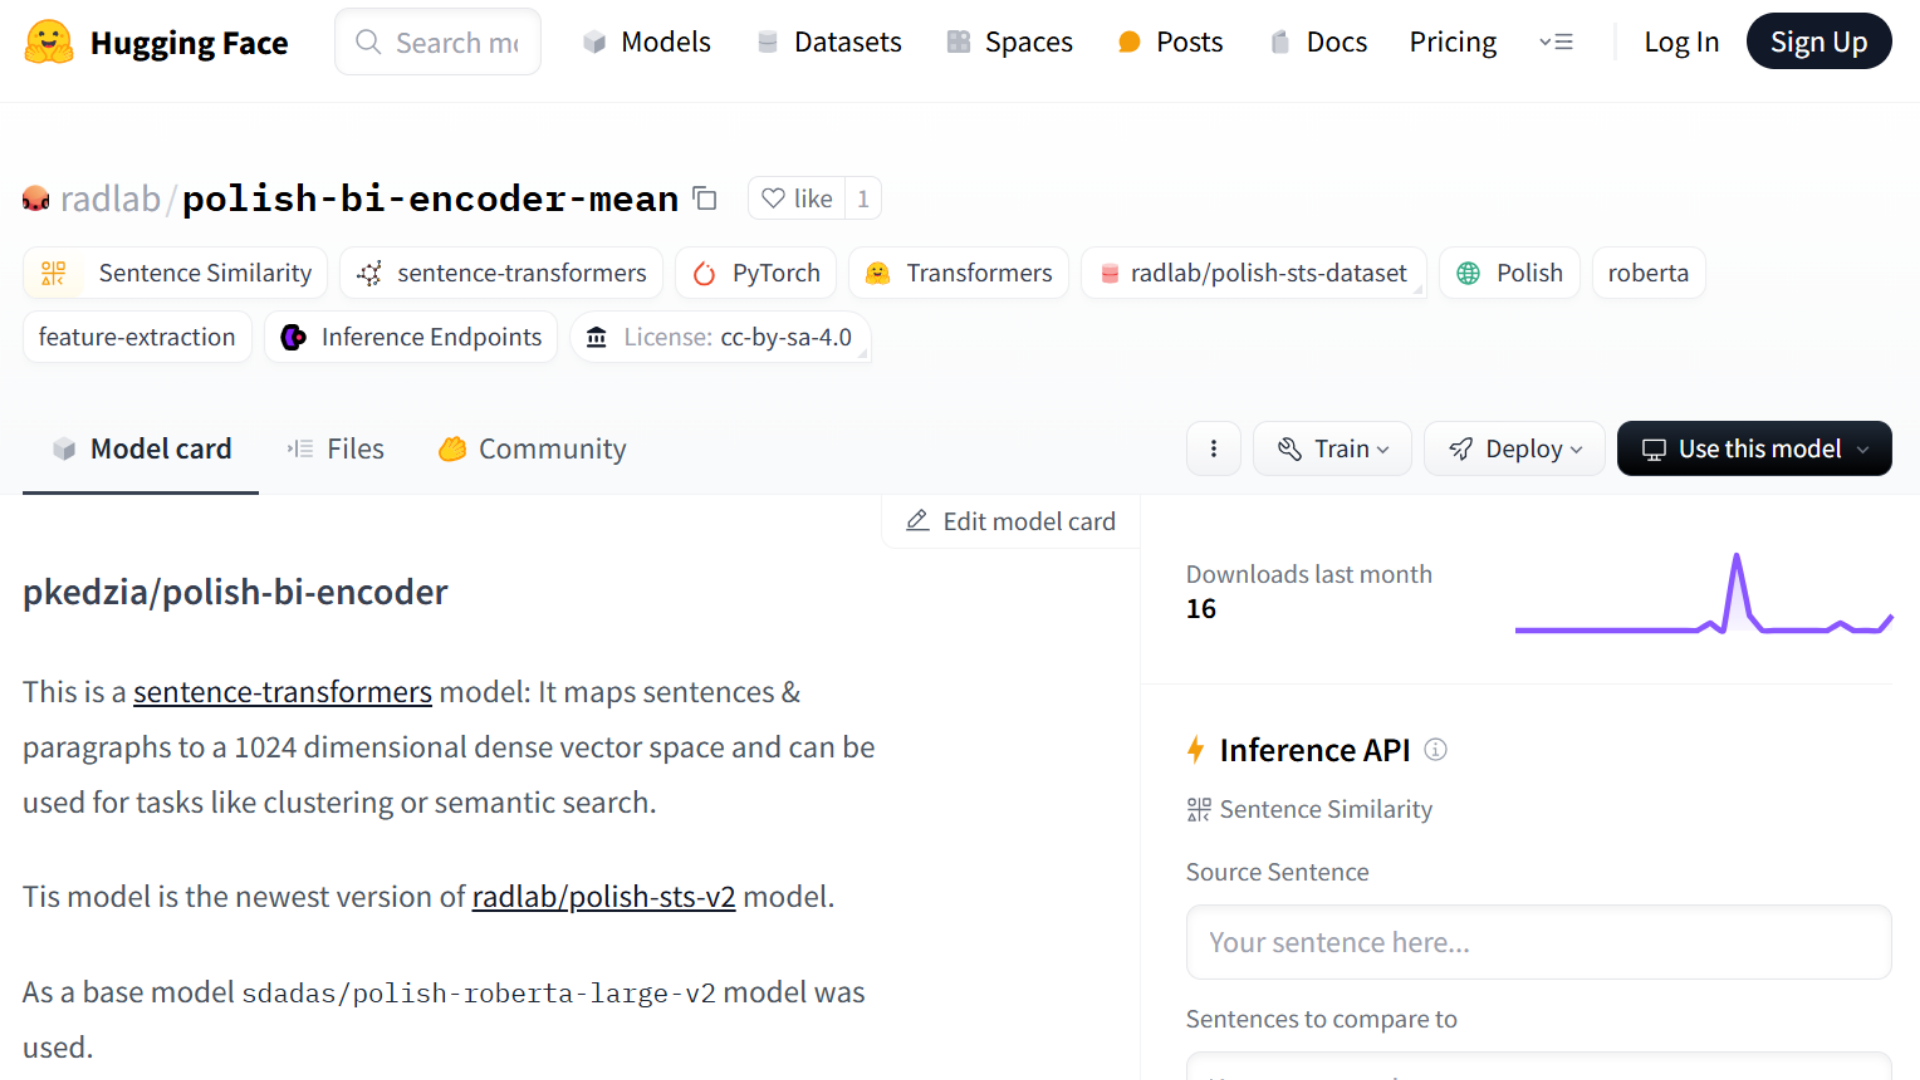 Hugging Face
Search mo
Models
Datasets
Spaces
Posts
Docs
Pricing
Log In
Sign Up
radlab/polish-bi-encoder-mean
like 1
Sentence Similarity
sentence-transformers
PyTorch
Transformers
radlab/polish-sts-dataset
Polish
roberta
feature-extraction
Inference Endpoints
License: cc-by-sa-4.0
Model card
Files
Community
Train
Deploy
Use this model
Edit model card
pkedzia/polish-bi-encoder
This is a sentence-transformers model: It maps sentences &
paragraphs to a 1024 dimensional dense vector space and can be
used for tasks like clustering or semantic search.
Tis model is the newest version of radlab/polish-sts-v2 model.
As a base model sdadas/polish-roberta-large-v2 model was
used.
Downloads last month
16
Inference API
Sentence Similarity
Source Sentence
Your sentence here...
Sentences to compare to